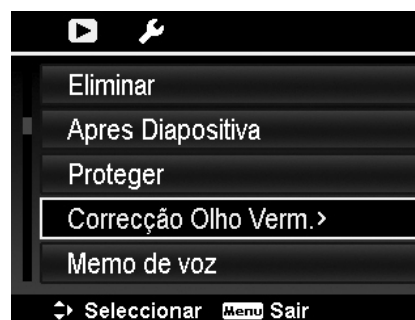 Eliminar
Apres Diapositiva
Proteger
Correcção Olho Verm.>
Memo de voz
Seleccionar Menu Sair